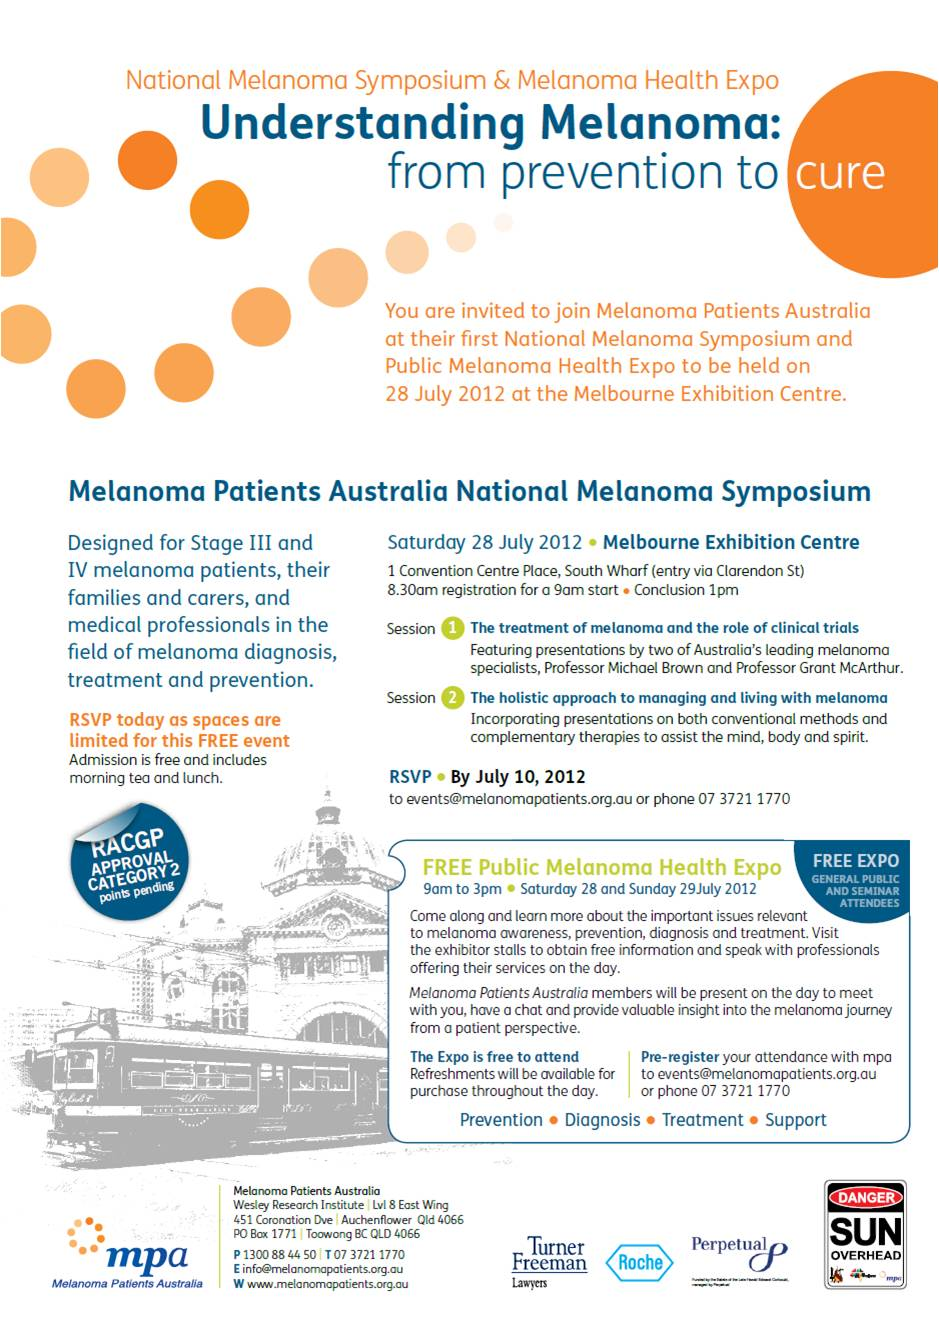 National Melanoma Symposium & Melanoma Health Expo
Understanding Melanoma:
from prevention to cure
You are invited to join Melanoma Patients Australia
at their first National Melanoma Symposium and
Public Melanoma Health Expo to be held on
28 July 2012 at the Melbourne Exhibition Centre.
Melanoma Patients Australia National Melanoma Symposium
Designed for Stage III and
IV melanoma patients, their
families and carers, and
medical professionals in the
field of melanoma diagnosis,
treatment and prevention.
RSVP today as spaces are
limited for this FREE event
Admission is free and includes
morning tea and lunch.
RACGP
APPROVAL
CATEGORY 2
points pending
Saturday 28 July 2012 • Melbourne Exhibition Centre
1 Convention Centre Place, South Wharf (entry via Clarendon St)
8.30am registration for a 9am start • Conclusion 1pm
Session 1 The treatment of melanoma and the role of clinical trials
Featuring presentations by two of Australia's leading melanoma
specialists, Professor Michael Brown and Professor Grant McArthur.
Session 2 The holistic approach to managing and living with melanoma
Incorporating presentations on both conventional methods and
complementary therapies to assist the mind, body and spirit.
RSVP • By July 10, 2012
to events@melanomapatients.org.au or phone 07 3721 1770
FREE Public Melanoma Health Expo
9am to 3pm • Saturday 28 and Sunday 29July 2012
FREE EXPO
GENERAL PUBLIC
AND SEMINAR
ATTENDEES
Come along and learn more about the important issues relevant
to melanoma awareness, prevention, diagnosis and treatment. Visit
the exhibitor stalls to obtain free information and speak with professionals
offering their services on the day.
Melanoma Patients Australia members will be present on the day to meet
with you, have a chat and provide valuable insight into the melanoma journey
from a patient perspective.
The Expo is free to attend
Refreshments will be available for
purchase throughout the day.
Pre-register your attendance with mpa
to events@melanomapatients.org.au
or phone 07 3721 1770
Prevention • Diagnosis • Treatment • Support
mpa
Melanoma Patients Australia
Melanoma Patients Australia
Wesley Research Institute | Lvl 8 East Wing
451 Coronation Dve | Auchenflower Qld 4066
PO Box 1771 | Toowong BC QLD 4066
P 1300 88 44 50 | T 07 3721 1770
E info@melanomapatients.org.au
W www.melanomapatients.org.au
Turner
Freeman
Lawyers
Roche
Perpetual
DANGER
SUN
OVERHEAD
mpa